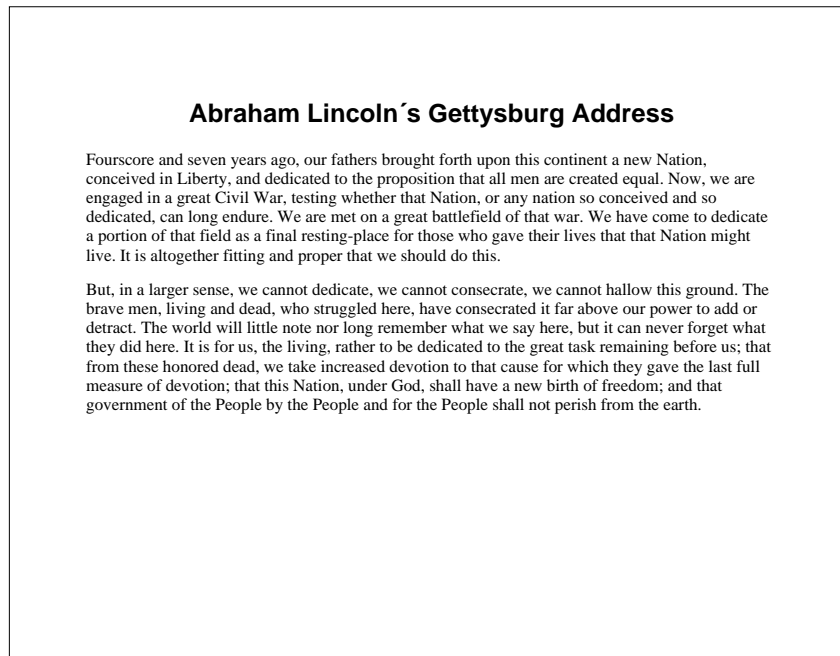 Abraham Lincoln´s Gettysburg Address
Fourscore and seven years ago, our fathers brought forth upon this continent a new Nation,
conceived in Liberty, and dedicated to the proposition that all men are created equal. Now, we are
engaged in a great Civil War, testing whether that Nation, or any nation so conceived and so
dedicated, can long endure. We are met on a great battlefield of that war. We have come to dedicate
a portion of that field as a final resting-place for those who gave their lives that that Nation might
live. It is altogether fitting and proper that we should do this.
But, in a larger sense, we cannot dedicate, we cannot consecrate, we cannot hallow this ground. The
brave men, living and dead, who struggled here, have consecrated it far above our power to add or
detract. The world will little note nor long remember what we say here, but it can never forget what
they did here. It is for us, the living, rather to be dedicated to the great task remaining before us; that
from these honored dead, we take increased devotion to that cause for which they gave the last full
measure of devotion; that this Nation, under God, shall have a new birth of freedom; and that
government of the People by the People and for the People shall not perish from the earth.